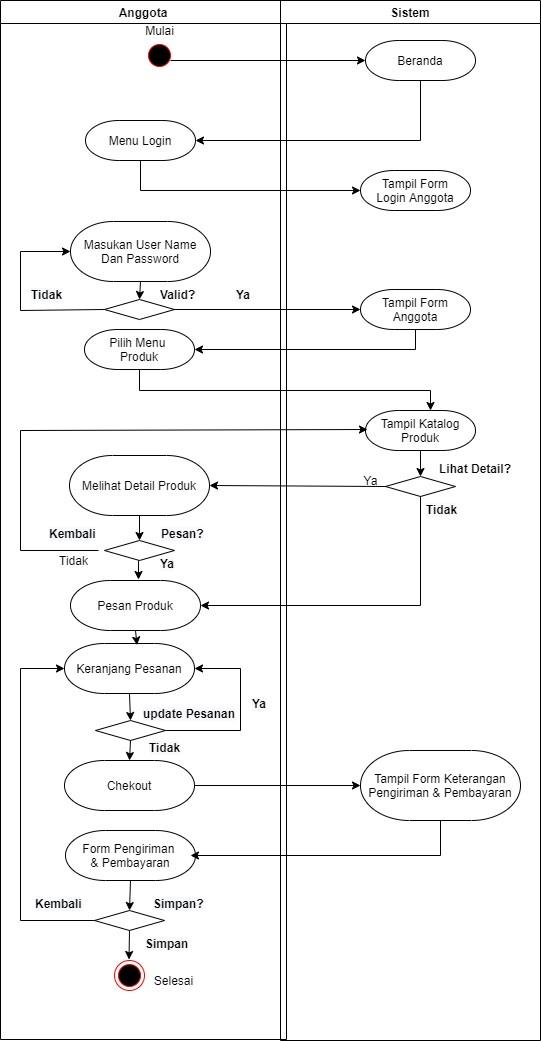 Anggota
Sistem
Mulai
Beranda
Menu Login
Tampil Form
Login Anggota
Masukan User Name
Dan Password
Tidak
Valid?
Ya
Tampil Form
Anggota
Pilih Menu
Produk
Tampil Katalog
Produk
Lihat Detail?
Ya
Melihat Detail Produk
Tidak
Kembali
Pesan?
Tidak
Ya
Pesan Produk
Keranjang Pesanan
Ya
update Pesanan
Tidak
Chekout
Tampil Form Keterangan
Pengiriman & Pembayaran
Form Pengiriman
& Pembayaran
Kembali
Simpan?
Simpan
Selesai